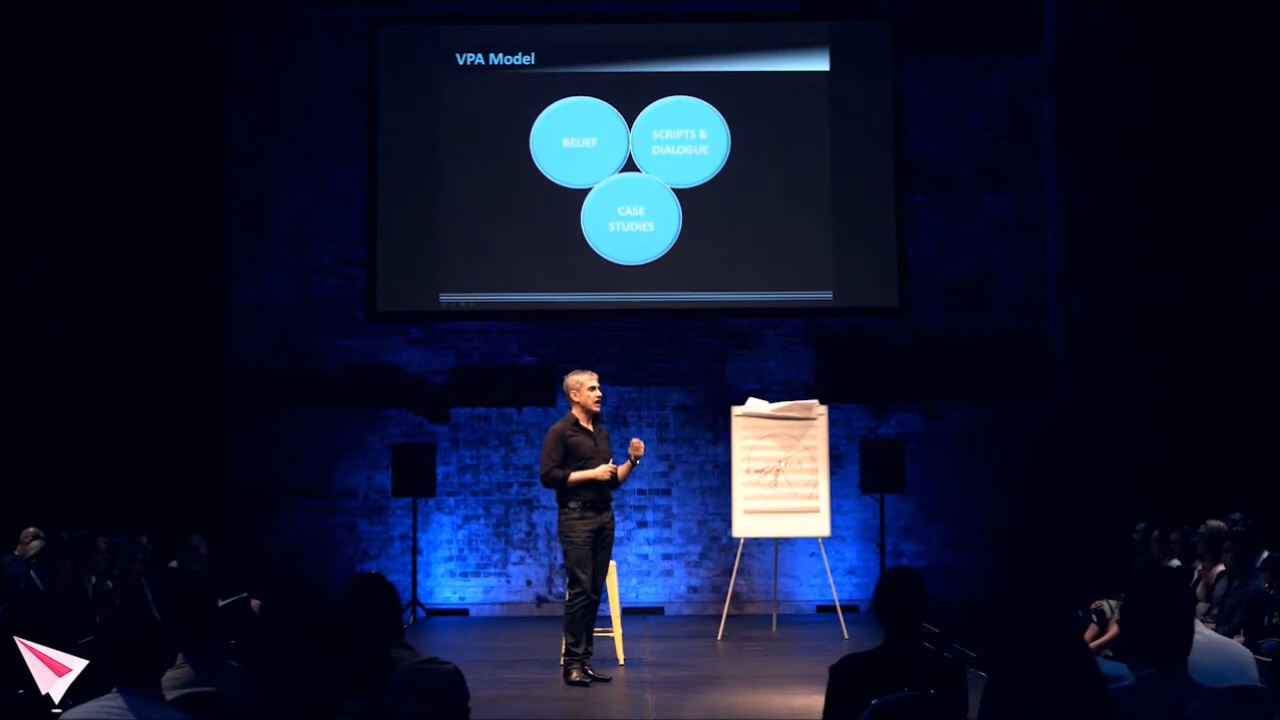 VPA Model
BELIEF
SCRIPTS &
DIALOGUE
CASE
STUDIES